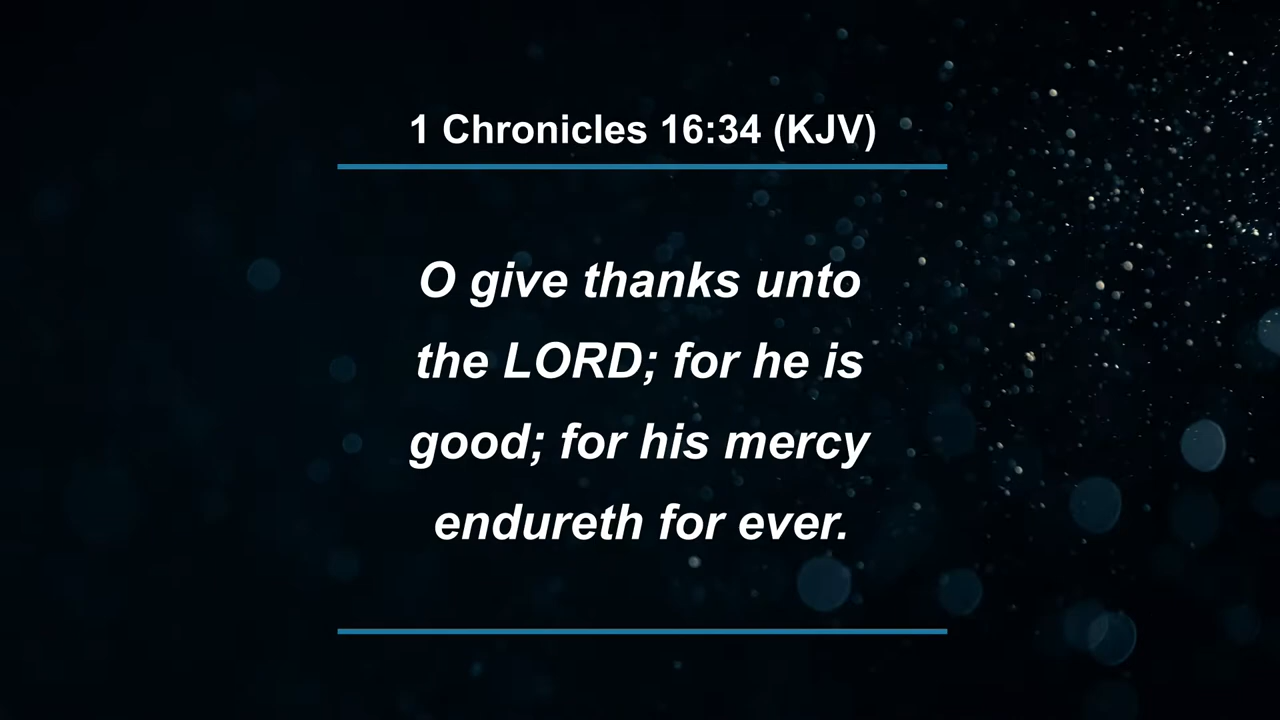 1 Chronicles 16:34 (KJV)
O give thanks unto
the LORD; for he is
good; for his mercy
endureth for ever.